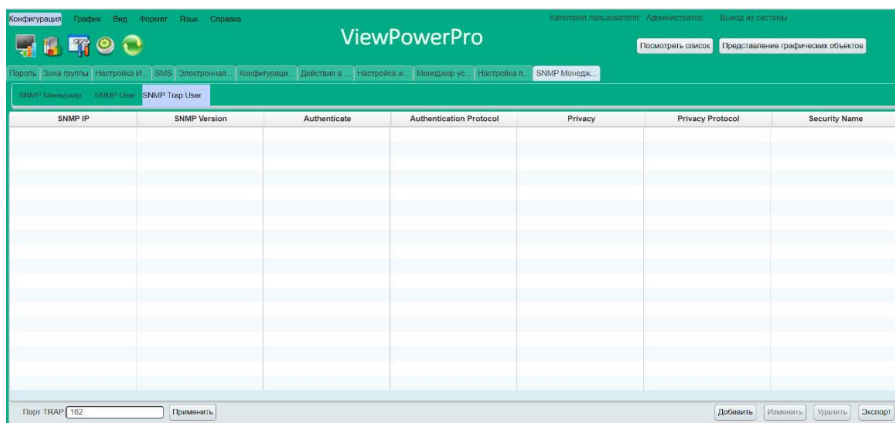 Конфигурация График Вид Формат Язык Справка Категория пользователя: Администратор Выход из системы
ViewPowerPro
Посмотреть список Представление графических объектов
Пароль Зона группы Настройка И... SMS Электронная... Конфигураци... Действия в ... Настройка ж... Менеджер ус... Настройка п... SNMP Менедж...
SNMP Менеджер SNMP User SNMP Trap User
SNMP IP SNMP Version Authenticate Authentication Protocol Privacy Privacy Protocol Security Name
Порт TRAP 162 Применить Добавить Изменить Удалить Экспорт